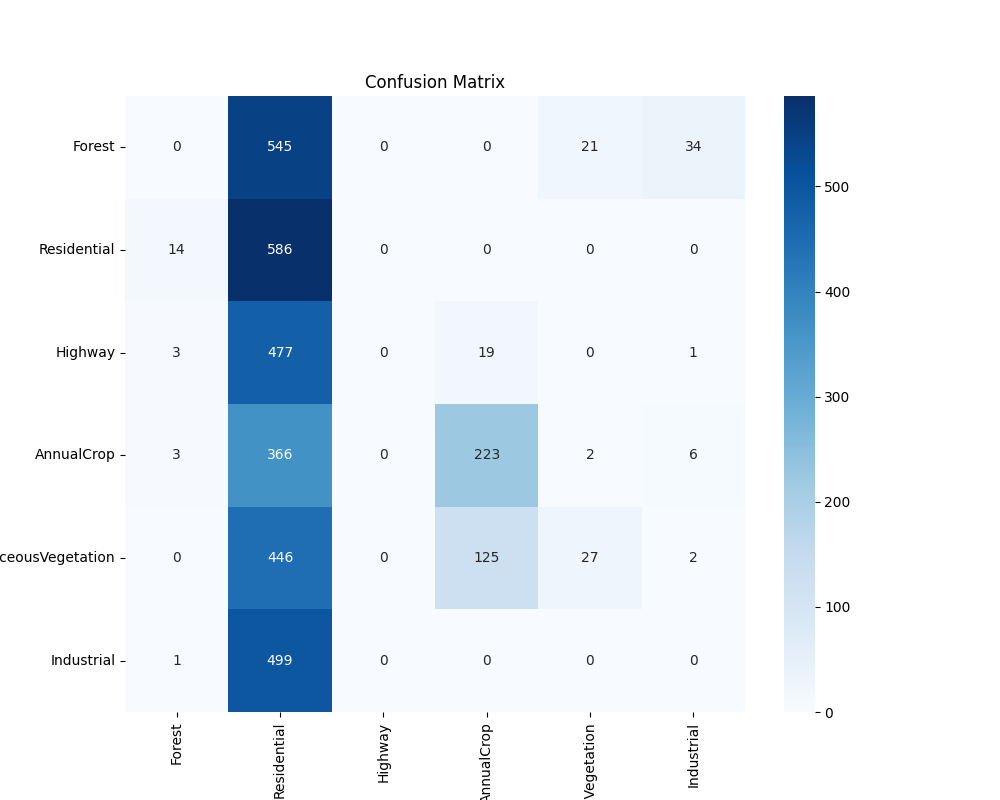 Confusion Matrix
Forest 0 545 0 0 21 34
Residential 14 586 0 0 0 0
Highway 3 477 0 19 0 1
AnnualCrop 3 366 0 223 2 6
ceousVegetation 0 446 0 125 27 2
Industrial 1 499 0 0 0 0
Forest Residential Highway AnnualCrop Vegetation Industrial
500
400
300
200
100
0